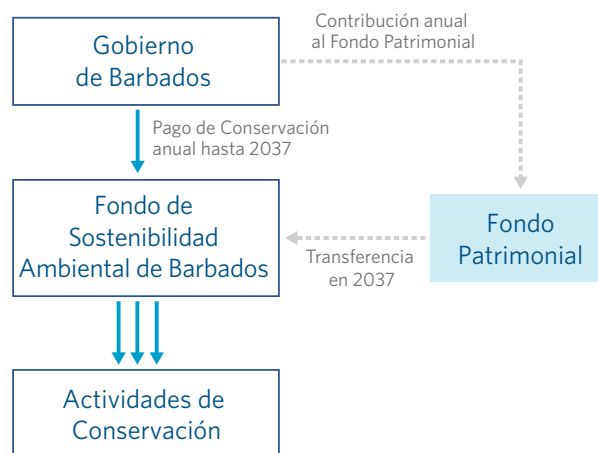 Contribución anual
al Fondo Patrimonial
Gobierno
de Barbados
Pago de Conservación
anual hasta 2037
Fondo de
Sostenibilidad
Ambiental de Barbados
Fondo
Patrimonial
Transferencia
en 2037
Actividades de
Conservación